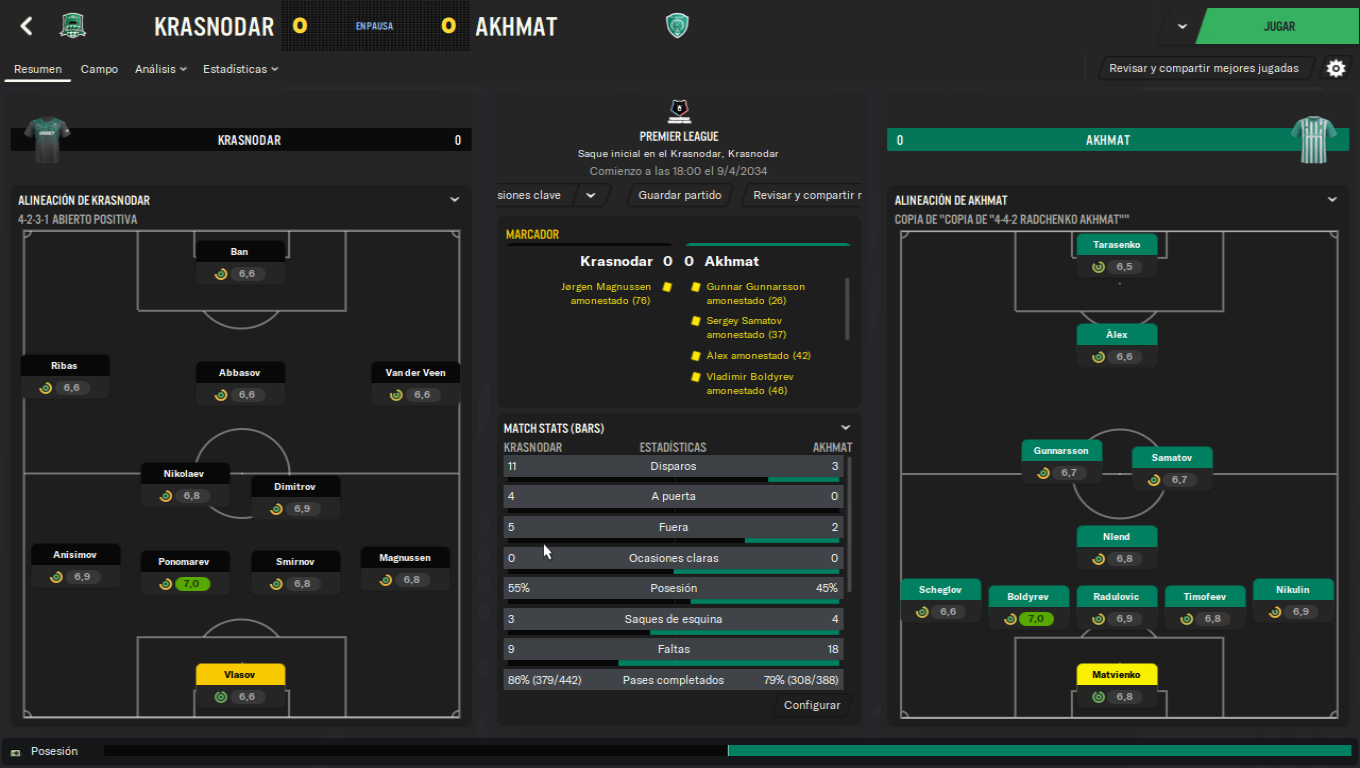 KRASNODAR 0 EN PAUSA 0 AKHMAT
JUGAR
Resumen Campo Análisis Estadísticas
Revisar y compartir mejores jugadas
KRASNODAR 0
PREMIER LEAGUE
Saque inicial en el Krasnodar, Krasnodar
Comienzo a las 18:00 el 9/4/2034
0 AKHMAT
siones clave Guardar partido Revisar y compartir r
ALINEACIÓN DE KRASNODAR
4-2-3-1 ABIERTO POSITIVA
Ban
6,6
Ribas
6,6
Abbasov
6,6
Van der Veen
6,6
Nikolaev
6,8
Dimitrov
6,9
Anisimov
6,9
Ponomarev
7,0
Smirnov
6,8
Magnussen
6,8
Vlasov
6,6
MARCADOR
Krasnodar 0 0 Akhmat
Jørgen Magnussen
amonestado (76)
Gunnar Gunnarsson
amonestado (26)
Sergey Samatov
amonestado (37)
Àlex amonestado (42)
Vladimir Boldyrev
amonestado (46)
MATCH STATS (BARS)
KRASNODAR ESTADÍSTICAS AKHMAT
11 Disparos 3
4 A puerta 0
5 Fuera 2
0 Ocasiones claras 0
55% Posesión 45%
3 Saques de esquina 4
9 Faltas 18
86% (379/442) Pases completados 79% (308/388)
Configurar
ALINEACIÓN DE AKHMAT
COPIA DE "COPIA DE "4-4-2 RADCHENKO AKHMAT""
Tarasenko
6,5
Àlex
6,6
Gunnarsson
6,7
Samatov
6,7
Nlend
6,8
Scheglov
6,6
Boldyrev
7,0
Radulovic
6,9
Timofeev
6,8
Nikulin
6,9
Matvienko
6,8
Posesión